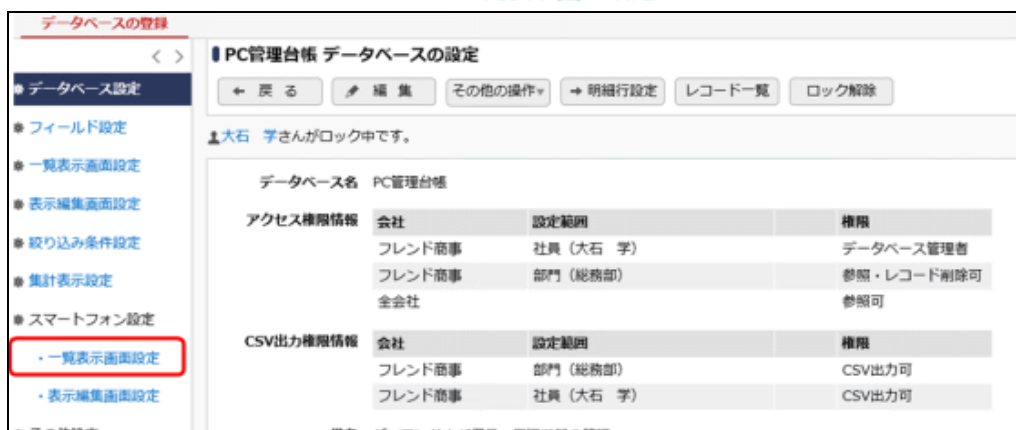 データベースの登録
< >
データベース設定
フィールド設定
一覧表示画面設定
表示編集画面設定
絞り込み条件設定
集計表示設定
スマートフォン設定
・一覧表示画面設定
・表示編集画面設定
PC管理台帳 データベースの設定
← 戻 る 編 集 その他の操作▾ → 明細行設定 レコード一覧 ロック解除
大石 学さんがロック中です。
データベース名 PC管理台帳
アクセス権限情報 会社 設定範囲 権限
フレンド商事 社員（大石 学） データベース管理者
フレンド商事 部門（総務部）参照・レコード削除可
全会社 参照可
CSV出力権限情報 会社 設定範囲 権限
フレンド商事 部門（総務部） CSV出力可
フレンド商事 社員（大石 学） CSV出力可